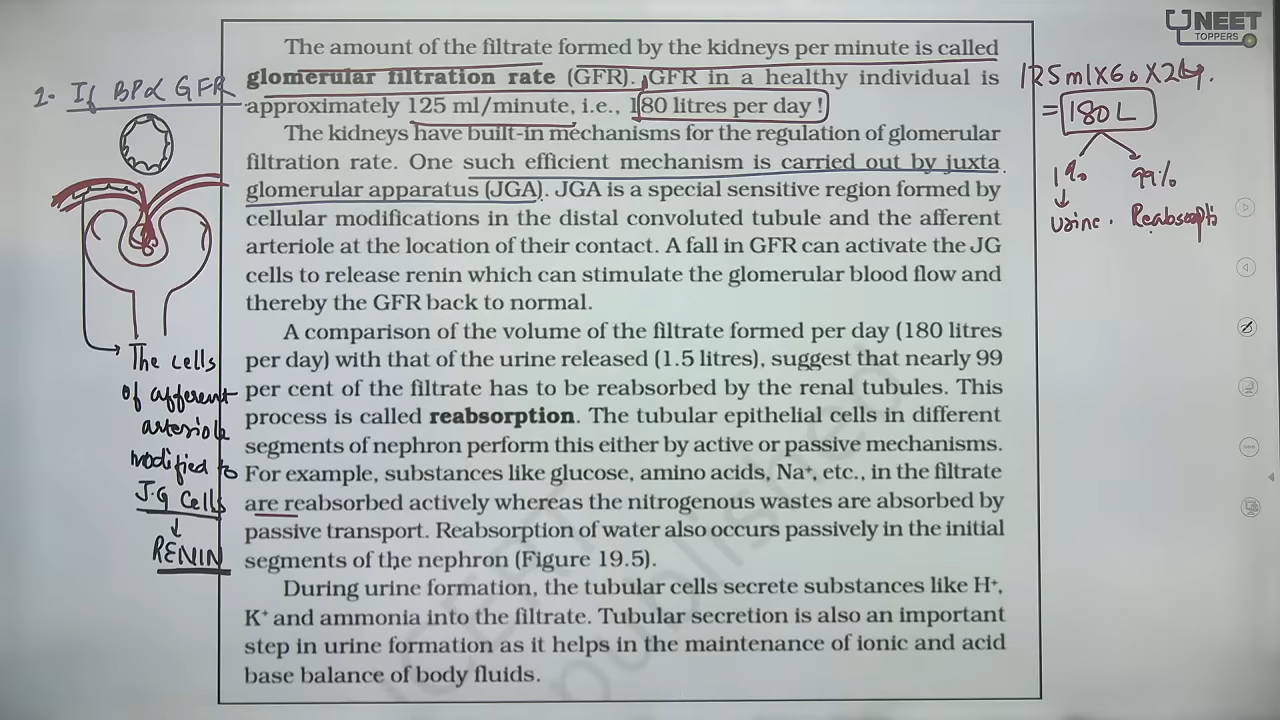 NEET
TOPPERS
1- If BP∝ GFR
The amount of the filtrate formed by the kidneys per minute is called
glomerular filtration rate (GFR). GFR in a healthy individual is
approximately 125 ml/minute, i.e., 180 litres per day !
The kidneys have built-in mechanisms for the regulation of glomerular
filtration rate. One such efficient mechanism is carried out by juxta
glomerular apparatus (JGA). JGA is a special sensitive region formed by
cellular modifications in the distal convoluted tubule and the afferent
arteriole at the location of their contact. A fall in GFR can activate the JG
cells to release renin which can stimulate the glomerular blood flow and
thereby the GFR back to normal.
A comparison of the volume of the filtrate formed per day (180 litres
per day) with that of the urine released (1.5 litres), suggest that nearly 99
per cent of the filtrate has to be reabsorbed by the renal tubules. This
process is called reabsorption. The tubular epithelial cells in different
segments of nephron perform this either by active or passive mechanisms.
For example, substances like glucose, amino acids, Na⁺, etc., in the filtrate
are reabsorbed actively whereas the nitrogenous wastes are absorbed by
passive transport. Reabsorption of water also occurs passively in the initial
segments of the nephron (Figure 19.5).
During urine formation, the tubular cells secrete substances like H⁺,
K⁺ and ammonia into the filtrate. Tubular secretion is also an important
step in urine formation as it helps in the maintenance of ionic and acid
base balance of body fluids.
The cells
of afferent
arteriole
modified to
J.G Cells
↓
RENIN
125ml×60×24.
= 180 L
1% 99%
↓
Urine. Reabsorpti